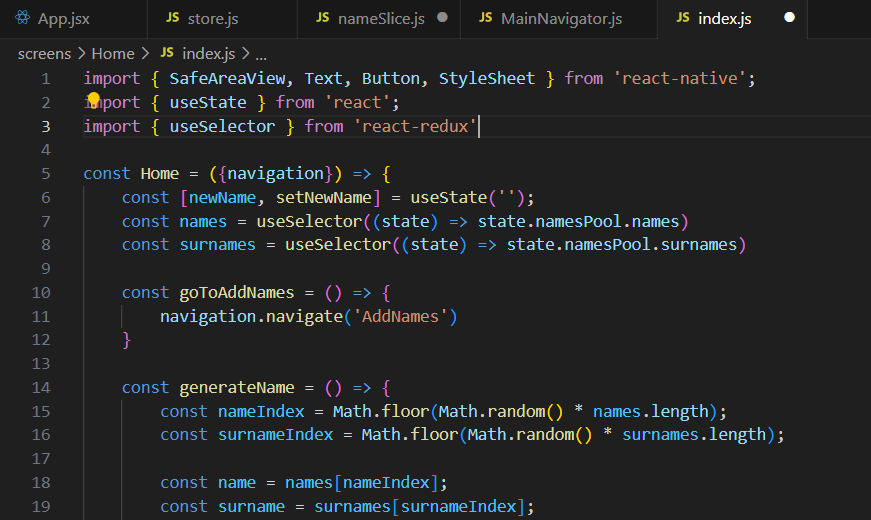 App.jsx JS store.js JS nameSlice.js JS MainNavigator.js JS index.js
screens > Home > JS index.js > ...
1 import { SafeAreaView, Text, Button, StyleSheet } from 'react-native';
2 import { useState } from 'react';
3 import { useSelector } from 'react-redux'
4
5 const Home = ({navigation}) => {
6 const [newName, setNewName] = useState('');
7 const names = useSelector((state) => state.namesPool.names)
8 const surnames = useSelector((state) => state.namesPool.surnames)
9
10 const goToAddNames = () => {
11 navigation.navigate('AddNames')
12 }
13
14 const generateName = () => {
15 const nameIndex = Math.floor(Math.random() * names.length);
16 const surnameIndex = Math.floor(Math.random() * surnames.length);
17
18 const name = names[nameIndex];
19 const surname = surnames[surnameIndex];